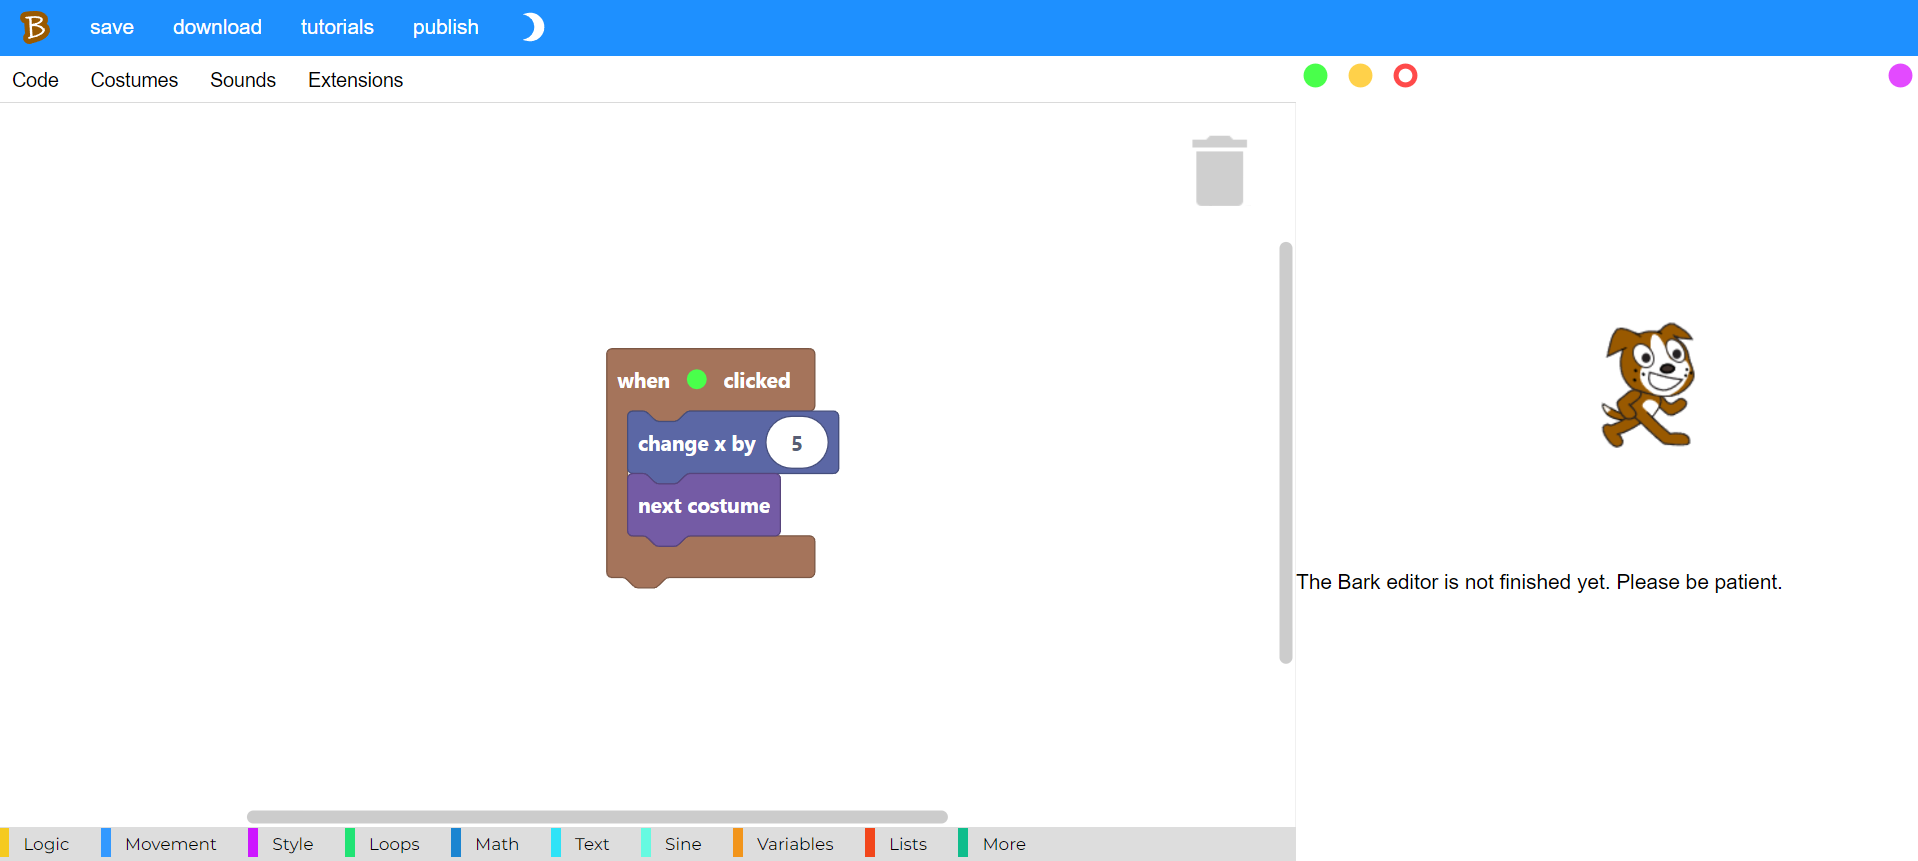 B save download tutorials publish
Code Costumes Sounds Extensions
when clicked
change x by 5
next costume
The Bark editor is not finished yet. Please be patient.
Logic Movement Style Loops Math Text Sine Variables Lists More